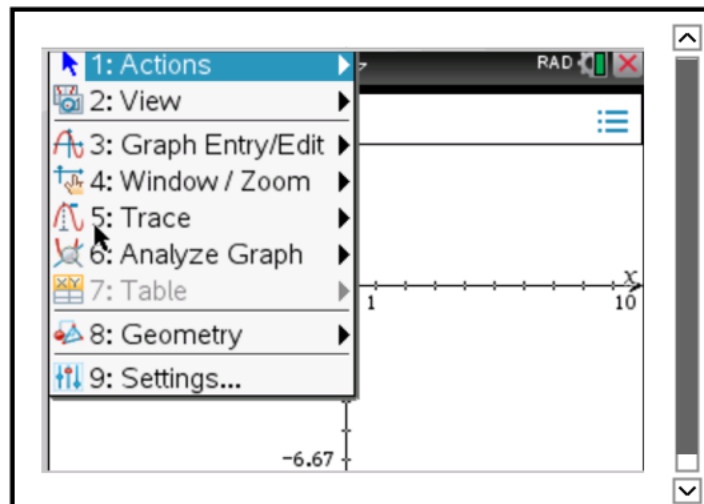 1: Actions
RAD
2: View
3: Graph Entry/Edit
4: Window / Zoom
5: Trace
6: Analyze Graph
7: Table
8: Geometry
9: Settings...
x
1
10
-6.67